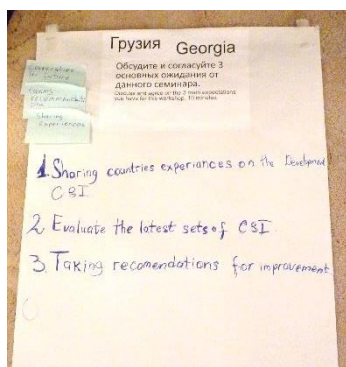 Грузия Georgia
Обсудите и согласуйте 3
основных ожидания от
данного семинара.
Discuss and agree on the 3 main expectations
you have for this workshop. 10 minutes
Sharing
Experiences
1. Sharing countries experiances on the Development
CSI.
2. Evaluate the latest sets of CSI.
3. Taking recomendations for improvement